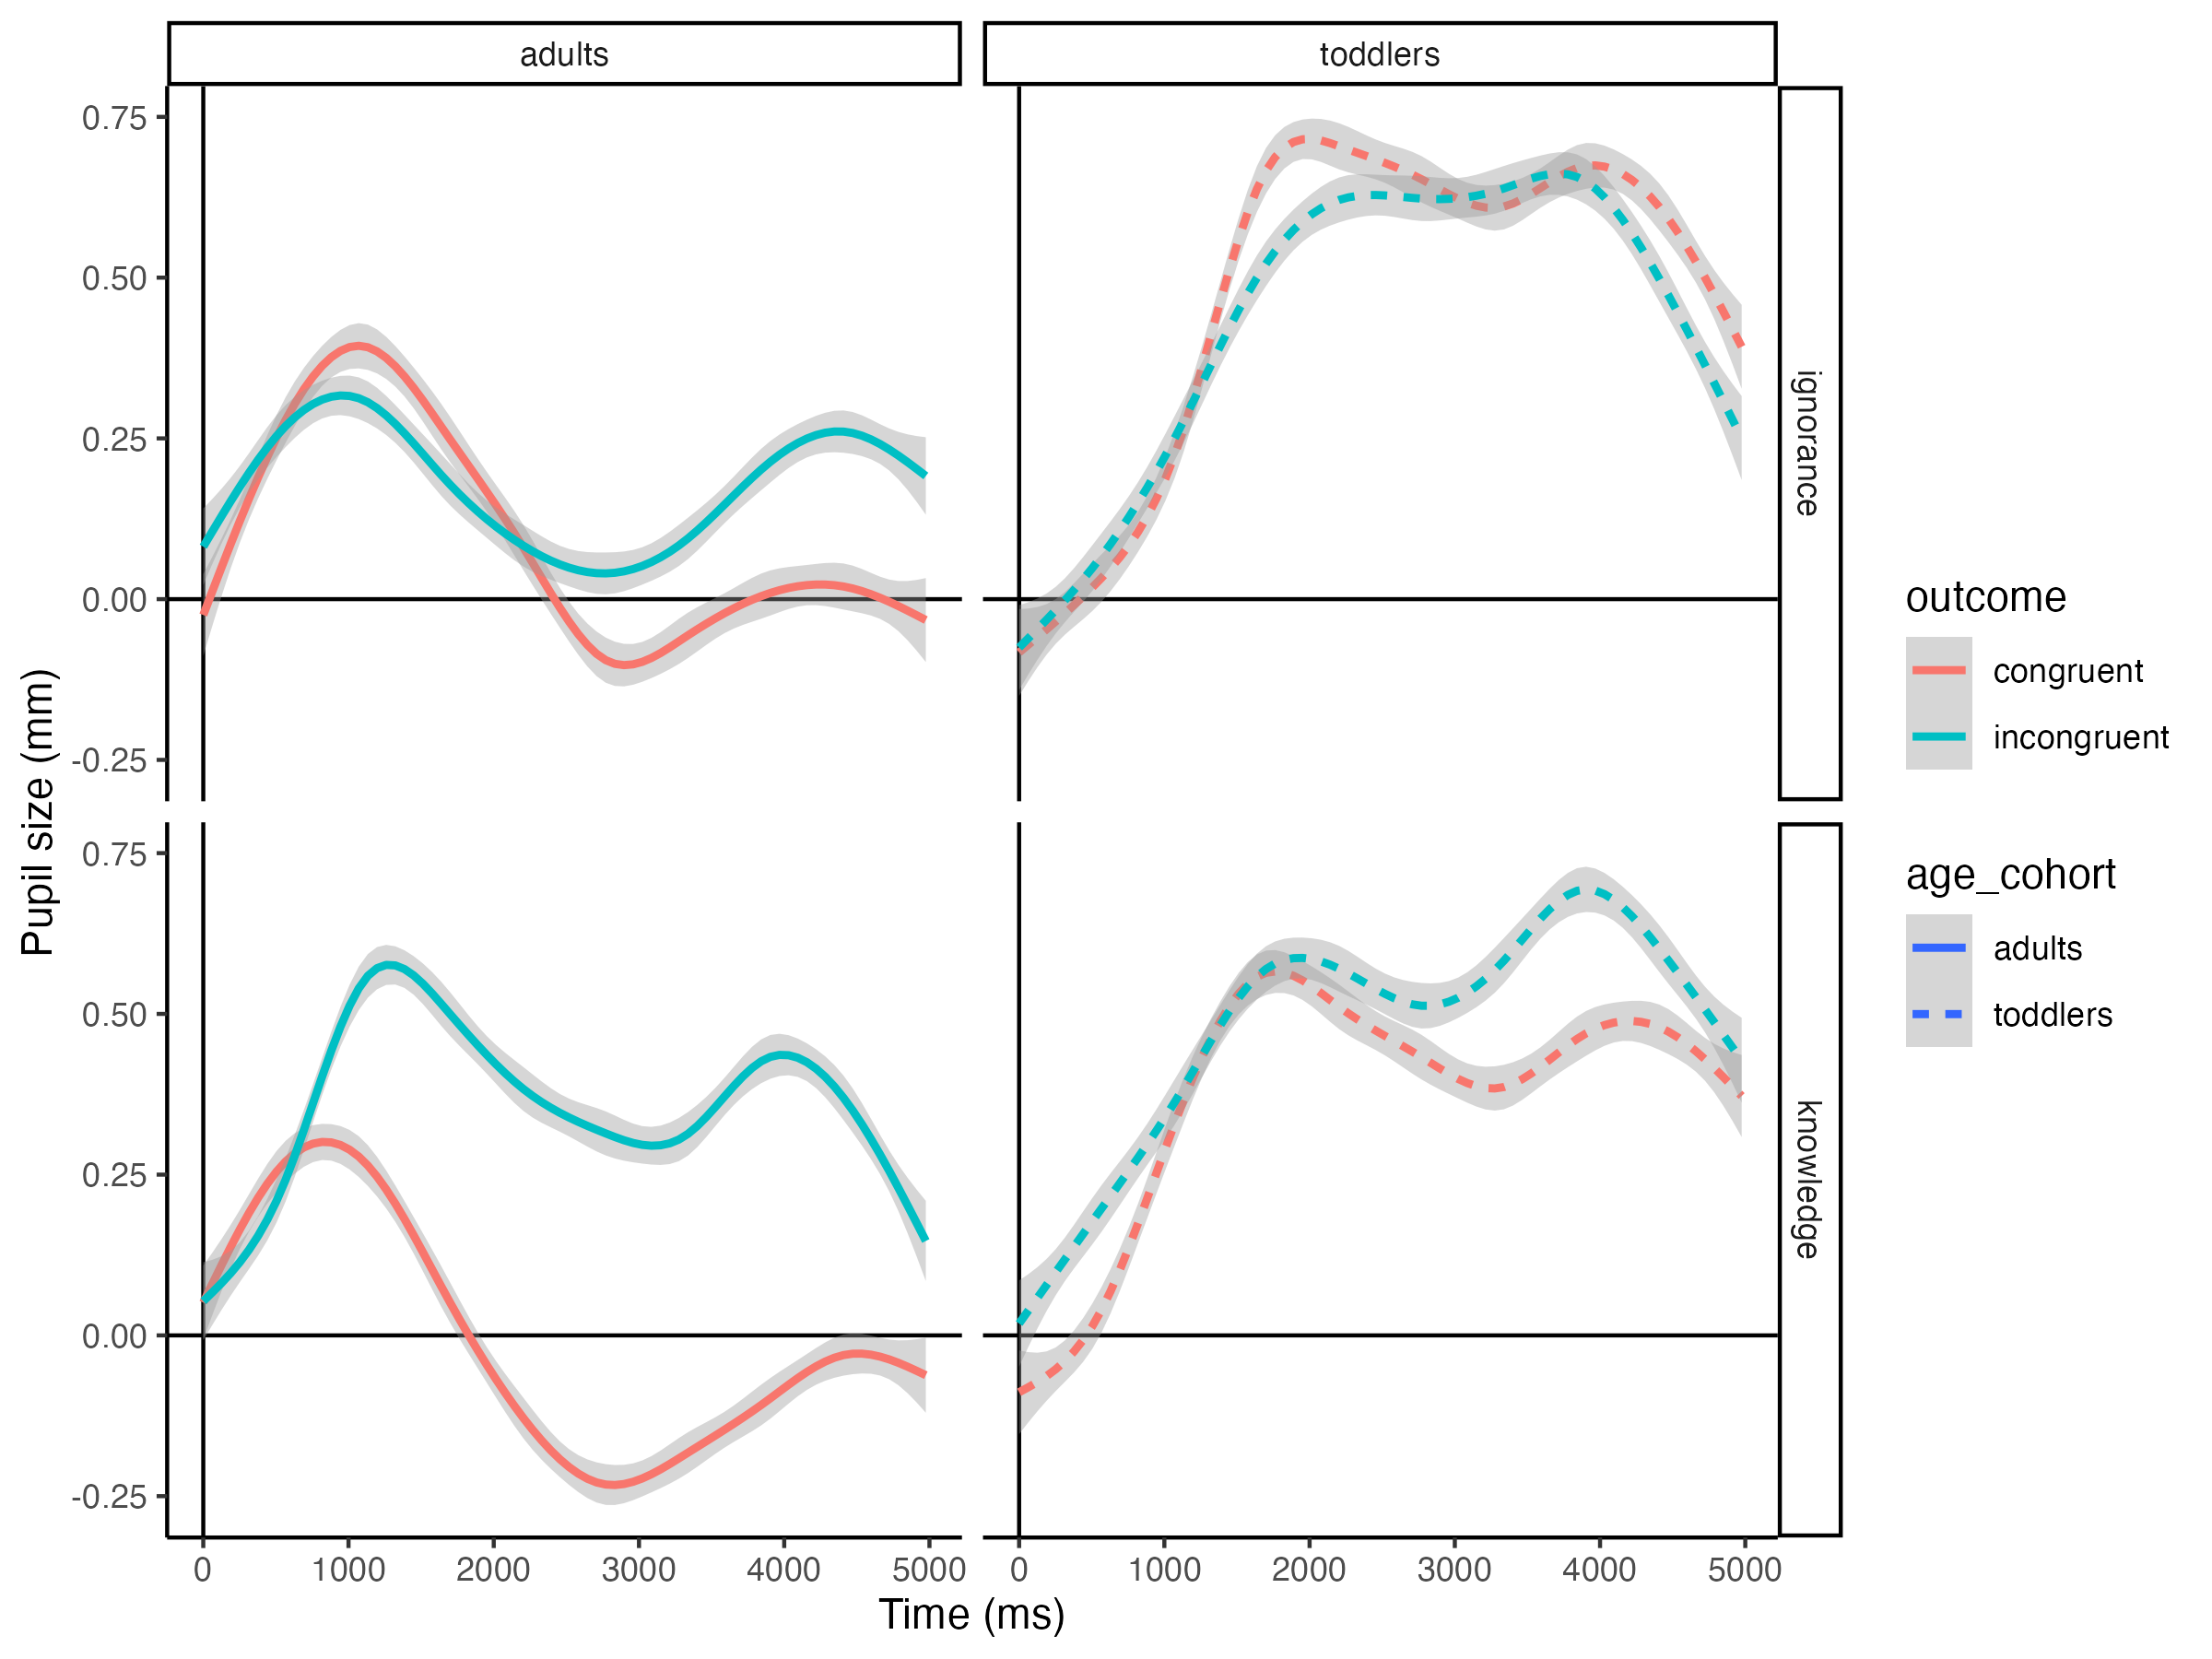 adults
toddlers
0.75
0.50
0.25
0.00
-0.25
ignorance
0.75
0.50
0.25
0.00
-0.25
knowledge
0 1000 2000 3000 4000 5000
0 1000 2000 3000 4000 5000
Time (ms)
Pupil size (mm)
outcome
congruent
incongruent
age_cohort
adults
toddlers